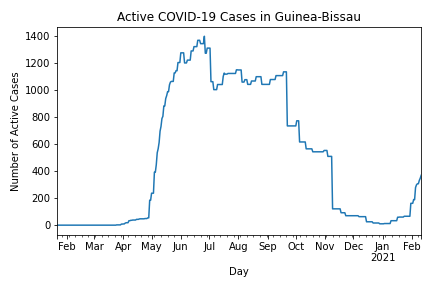 Active COVID-19 Cases in Guinea-Bissau
Number of Active Cases
1400
1200
1000
800
600
400
200
0
Feb Mar Apr May Jun Jul Aug Sep Oct Nov Dec Jan Feb
2021
Day